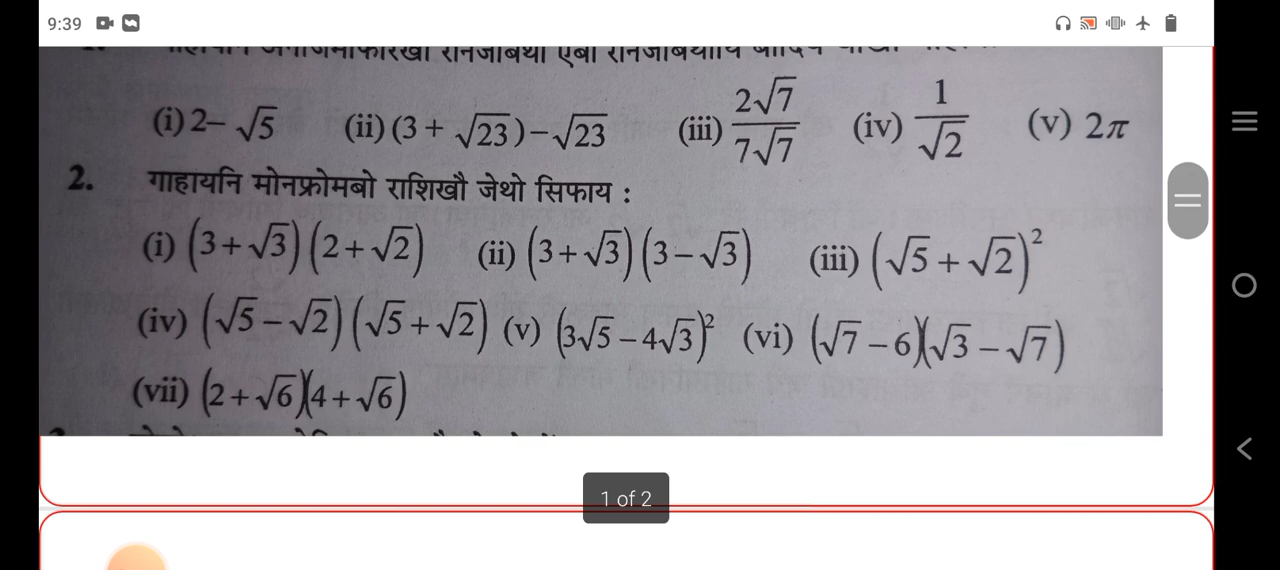 9:39
(i) 2− √5 (ii) (3 + √23) − √23 (iii) 2√7/7√7 (iv) 1/√2 (v) 2π
2. गाहायनि मोनफ्रोमबो राशिखौ जेथो सिफाय :
(i) (3 + √3) (2 + √2) (ii) (3 + √3) (3 − √3) (iii) (√5 + √2)²
(iv) (√5 − √2) (√5 + √2) (v) (3√5 − 4√3)² (vi) (√7 − 6)(√3 − √7)
(vii) (2 + √6)(4 + √6)
1 of 2